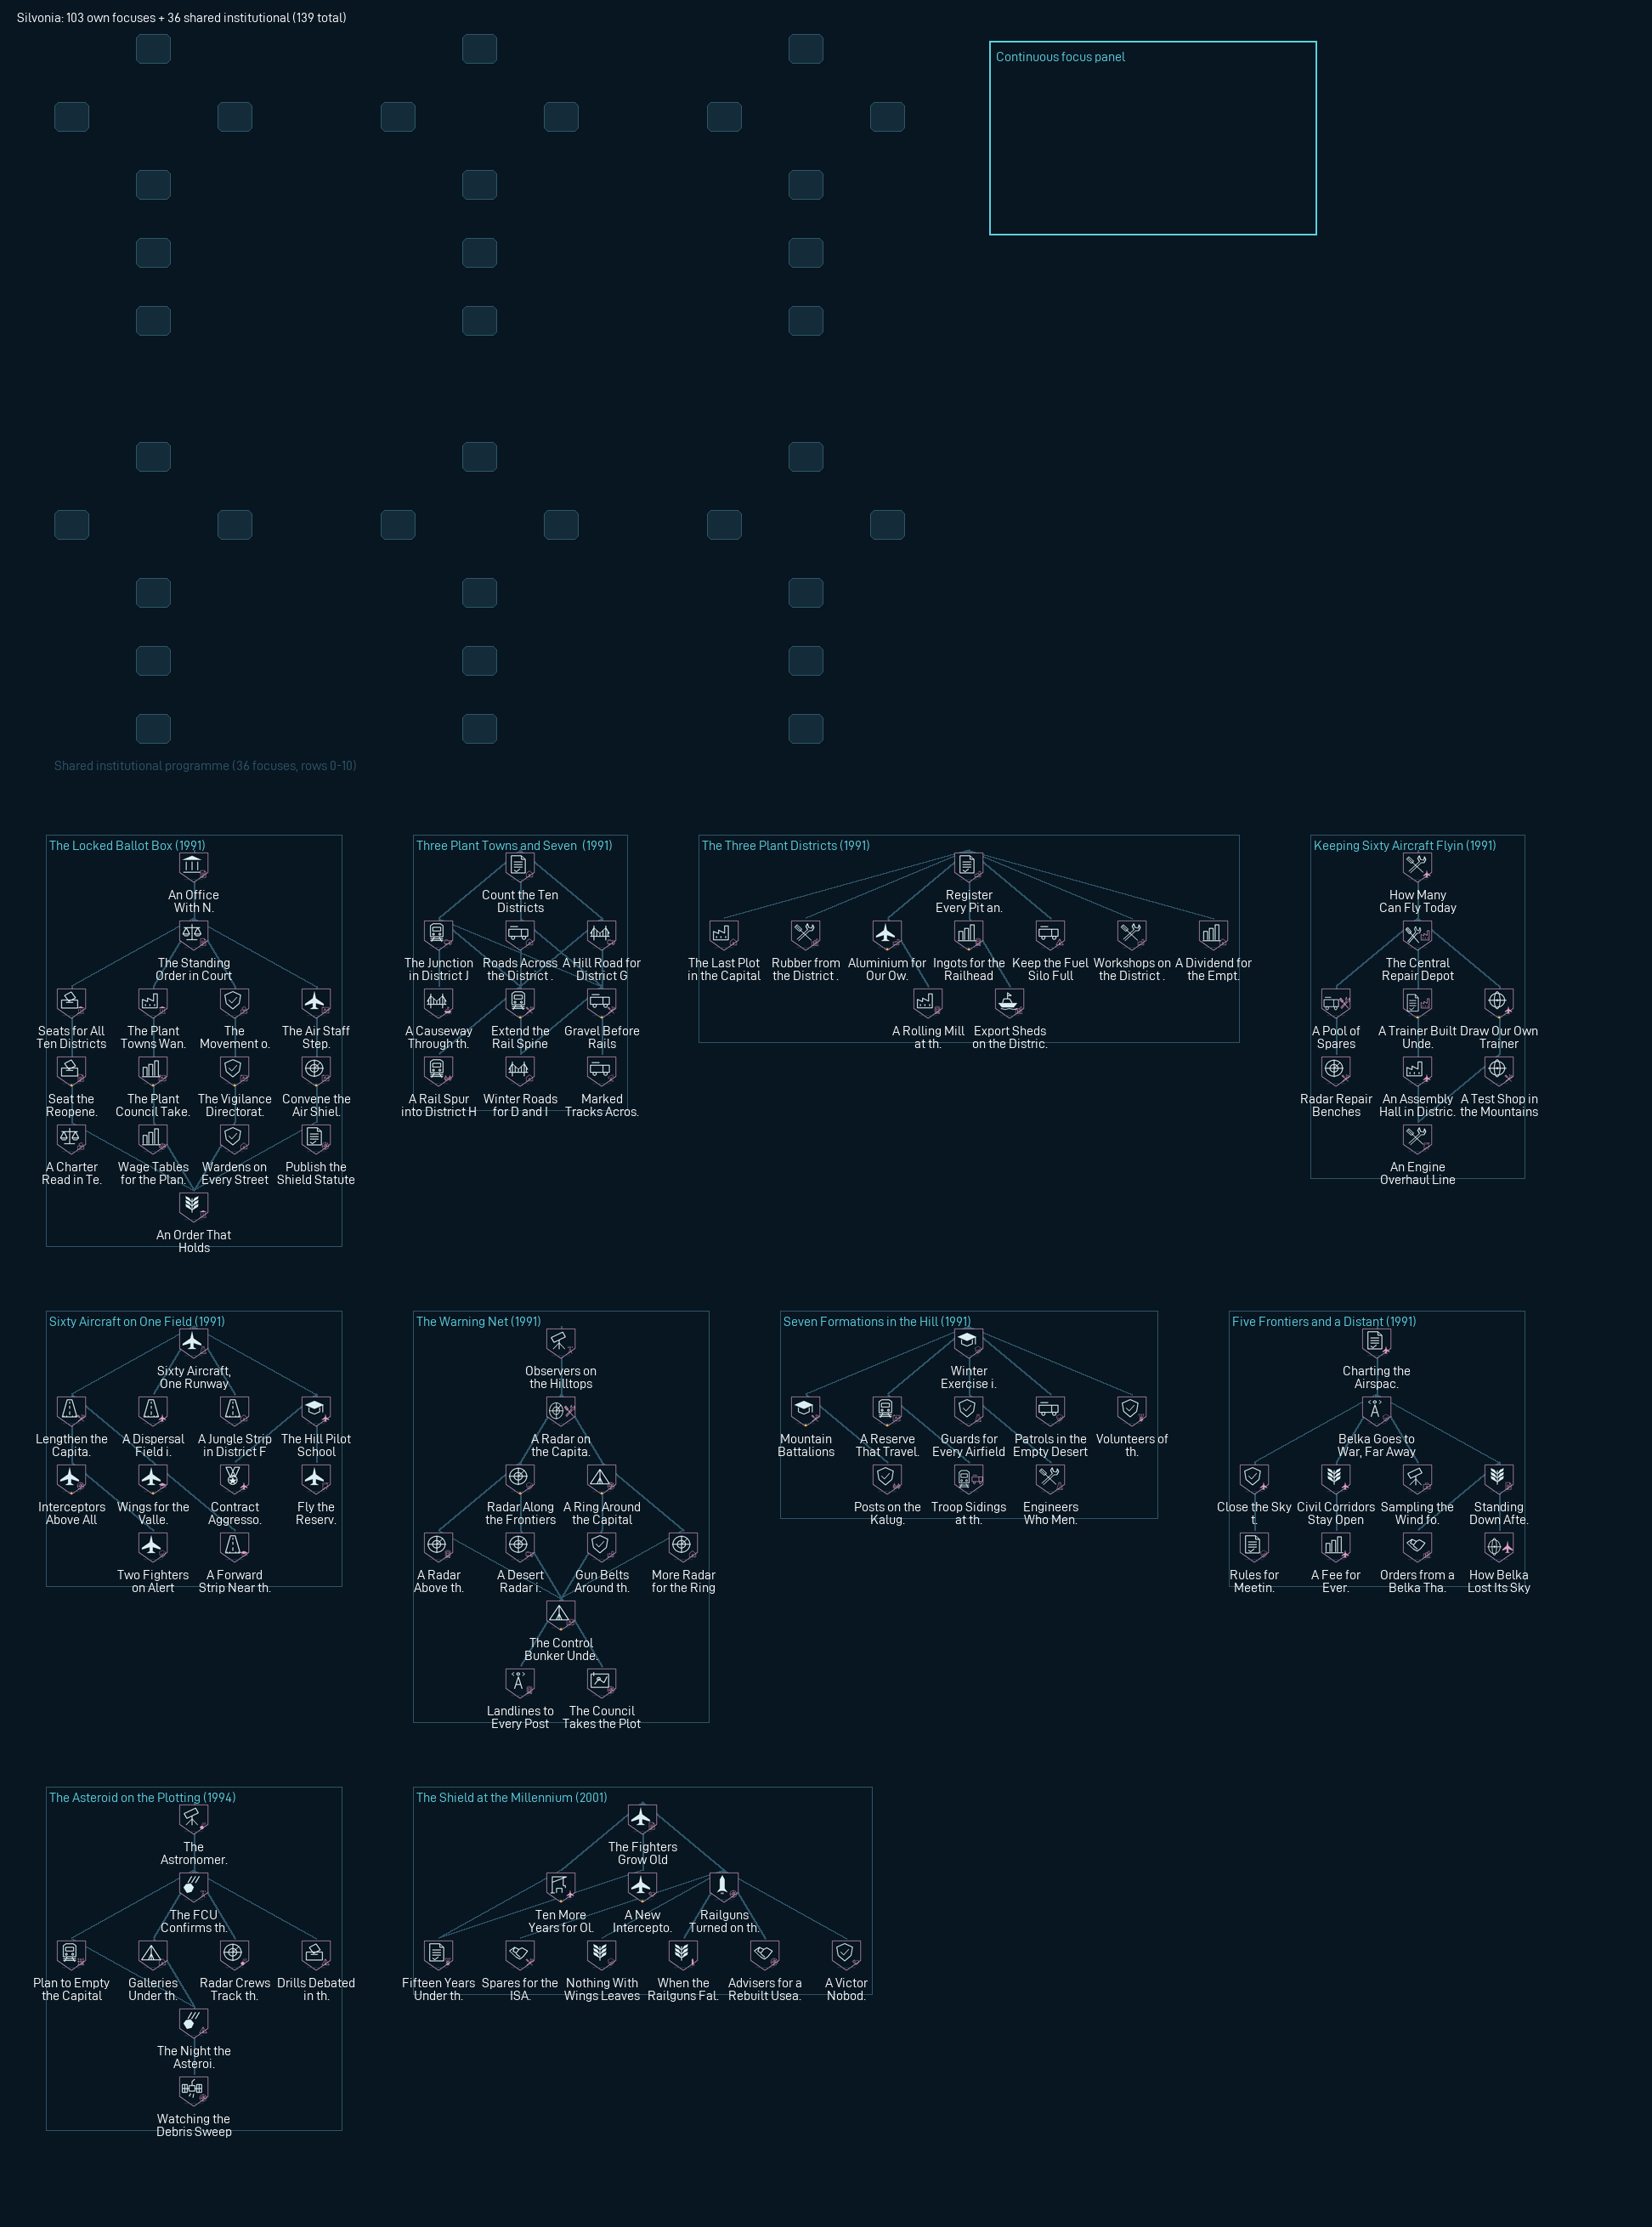 Silvonia: 103 own focuses + 36 shared institutional (139 total)
Continuous focus panel
Shared institutional programme (36 focuses, rows 0-10)
The Locked Ballot Box (1991)
An Office
With N.
The Standing
Order in Court
Seats for All
Ten Districts
The Plant
Towns Wan.
The
Movement o.
The Air Staff
Step.
Seat the
Reopene.
The Plant
Council Take.
The Vigilance
Directorat.
Convene the
Air Shiel.
A Charter
Read in Te.
Wage Tables
for the Plan.
Wardens on
Every Street
Publish the
Shield Statute
An Order That
Holds
Three Plant Towns and Seven (1991)
Count the Ten
Districts
The Junction
in District J
Roads Across
the District .
A Hill Road for
District G
A Causeway
Through th.
Extend the
Rail Spine
Gravel Before
Rails
A Rail Spur
into District H
Winter Roads
for D and I
Marked
Tracks Acros.
The Three Plant Districts (1991)
Register
Every Pit an.
The Last Plot
in the Capital
Rubber from
the District .
Aluminium for
Our Ow.
Ingots for the
Railhead
Keep the Fuel
Silo Full
Workshops on
the District .
A Dividend for
the Empt.
A Rolling Mill
at th.
Export Sheds
on the Distric.
Keeping Sixty Aircraft Flyin (1991)
How Many
Can Fly Today
The Central
Repair Depot
A Pool of
Spares
A Trainer Built
Unde.
Draw Our Own
Trainer
Radar Repair
Benches
An Assembly
Hall in Distric.
A Test Shop in
the Mountains
An Engine
Overhaul Line
Sixty Aircraft on One Field (1991)
Sixty Aircraft,
One Runway
Lengthen the
Capita.
A Dispersal
Field i.
A Jungle Strip
in District F
The Hill Pilot
School
Interceptors
Above All
Wings for the
Valle.
Contract
Aggresso.
Fly the
Reserv.
Two Fighters
on Alert
A Forward
Strip Near th.
The Warning Net (1991)
Observers on
the Hilltops
A Radar on
the Capita.
Radar Along
the Frontiers
A Ring Around
the Capital
A Radar
Above th.
A Desert
Radar i.
Gun Belts
Around th.
More Radar
for the Ring
The Control
Bunker Unde.
Landlines to
Every Post
The Council
Takes the Plot
Seven Formations in the Hill (1991)
Winter
Exercise i.
Mountain
Battalions
A Reserve
That Travel.
Guards for
Every Airfield
Patrols in the
Empty Desert
Volunteers of
th.
Posts on the
Kalug.
Troop Sidings
at th.
Engineers
Who Men.
Five Frontiers and a Distant (1991)
Charting the
Airspac.
Belka Goes to
War, Far Away
Close the Sky
t.
Civil Corridors
Stay Open
Sampling the
Wind fo.
Standing
Down Afte.
Rules for
Meetin.
A Fee for
Ever.
Orders from a
Belka Tha.
How Belka
Lost Its Sky
The Asteroid on the Plotting (1994)
The
Astronomer.
The FCU
Confirms th.
Plan to Empty
the Capital
Galleries
Under th.
Radar Crews
Track th.
Drills Debated
in th.
The Night the
Asteroi.
Watching the
Debris Sweep
The Shield at the Millennium (2001)
The Fighters
Grow Old
Ten More
Years for Ol.
A New
Intercepto.
Railguns
Turned on th.
Fifteen Years
Under th.
Spares for the
ISA.
Nothing With
Wings Leaves
When the
Railguns Fal.
Advisers for a
Rebuilt Usea.
A Victor
Nobod.